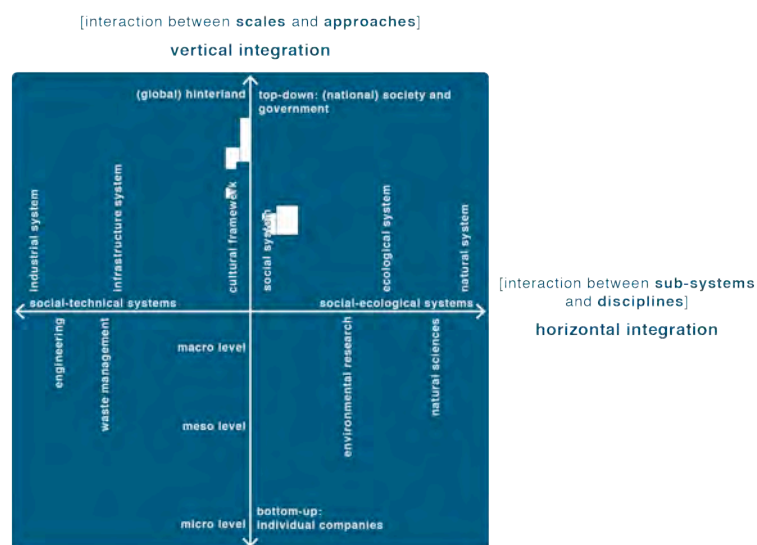 [interaction between scales and approaches]
vertical integration
(global) hinterland
top-down: (national) society and
government
industrial system
infrastructure system
cultural framework
social system
ecological system
natural system
social-technical systems
social-ecological systems
[interaction between sub-systems
and disciplines]
horizontal integration
engineering
waste management
macro level
meso level
micro level
environmental research
natural sciences
bottom-up:
individual companies